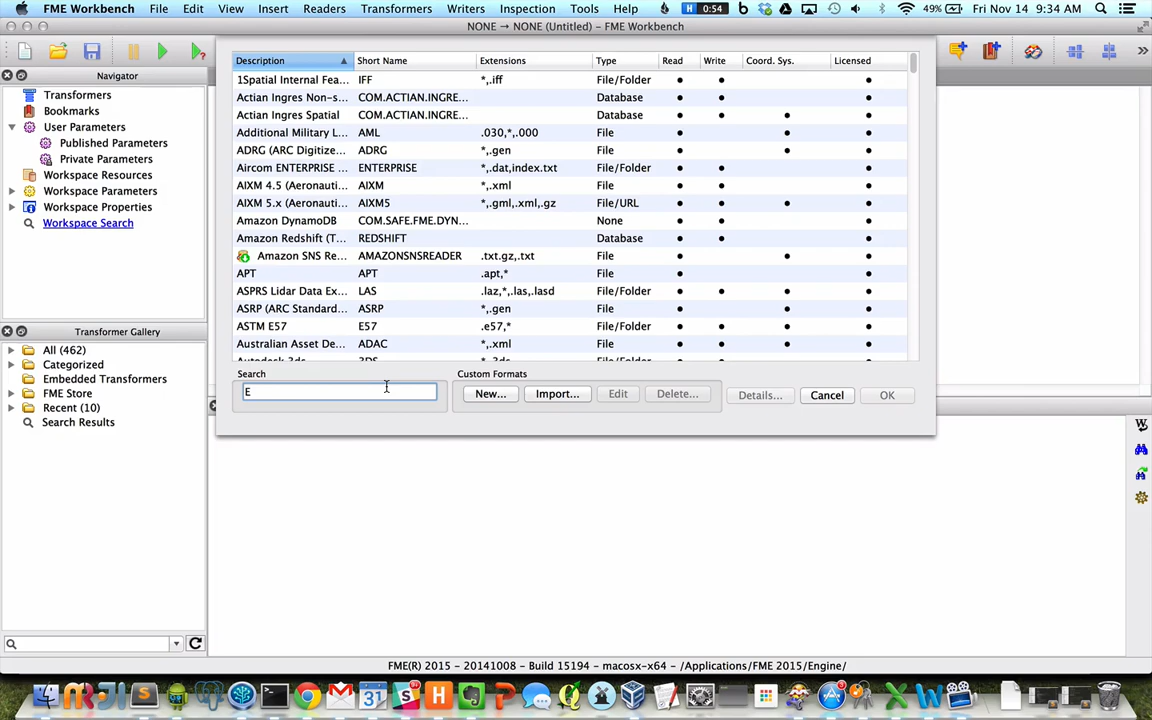 FME Workbench File Edit View Insert Readers Transformers Writers Inspection Tools FME Help H 0:54 49% Fri Nov 14 9:34 AM
NONE → NONE (Untitled) - FME Workbench
Navigator
Transformers
Bookmarks
User Parameters
Published Parameters
Private Parameters
Workspace Resources
Workspace Parameters
Workspace Properties
Workspace Search
Transformer Gallery
All (462)
Categorized
Embedded Transformers
FME Store
Recent (10)
Search Results
Description Short Name Extensions Type Read Write Coord. Sys. Licensed
1Spatial Internal Fea... IFF *,.iff File/Folder
Actian Ingres Non-s... COM.ACTIAN.INGRE... Database
Actian Ingres Spatial COM.ACTIAN.INGRE... Database
Additional Military L... AML .030,*,.000 File
ADRG (ARC Digitize... ADRG *,.gen File
Aircom ENTERPRISE ... ENTERPRISE *,.dat,index.txt File/Folder
AIXM 4.5 (Aeronauti... AIXM *,.xml File
AIXM 5.x (Aeronauti... AIXM5 *,.gml,.xml,.gz File/URL
Amazon DynamoDB COM.SAFE.FME.DYN... None
Amazon Redshift (T... REDSHIFT Database
Amazon SNS Re... AMAZONSNSREADER .txt.gz,.txt File
APT APT .apt,* File
ASPRS Lidar Data Ex... LAS .laz,*,.las,.lasd File/Folder
ASRP (ARC Standard... ASRP *,.gen File
ASTM E57 E57 .e57,* File/Folder
Australian Asset De... ADAC *,.xml File
Autodesk 3ds 3DS *,.3ds File/Folder
Search
E
Custom Formats
New... Import... Edit Delete... Details... Cancel OK
FME(R) 2015 - 20141008 - Build 15194 - macosx-x64 - /Applications/FME 2015/Engine/